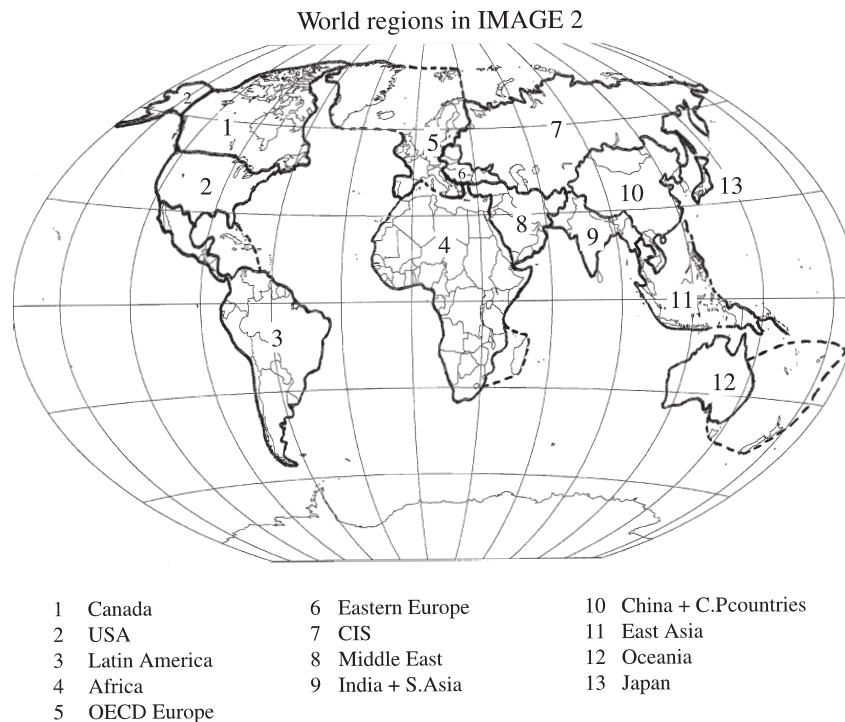 World regions in IMAGE 2
2
1
7
5
2
6
10
13
8
9
4
11
3
12
1 Canada
2 USA
3 Latin America
4 Africa
5 OECD Europe
6 Eastern Europe
7 CIS
8 Middle East
9 India + S.Asia
10 China + C.Pcountries
11 East Asia
12 Oceania
13 Japan